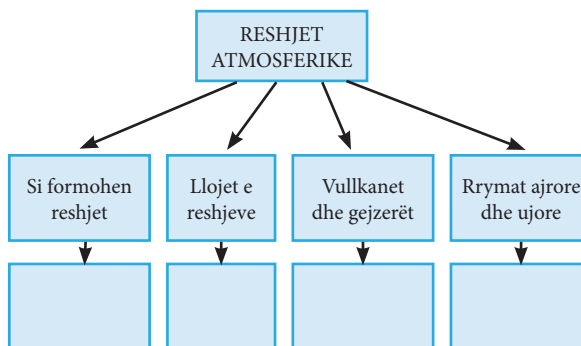 RESHJET
ATMOSFERIKE
Si formohen
reshjet
Llojet e
reshjeve
Vullkanet
dhe gejzerët
Rrymat ajrore
dhe ujore